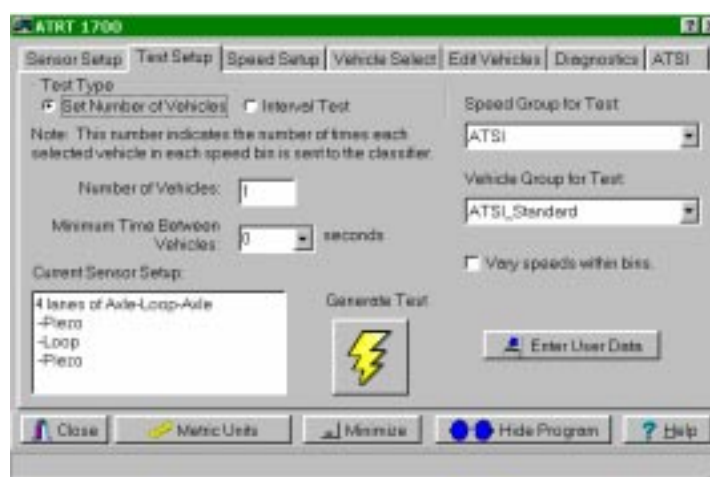 ATRT 1700
Sensor Setup Test Setup Speed Setup Vehicle Select Edit Vehicles Diagnostics ATSI
Test Type
Set Number of Vehicles Interval Test
Note: This number indicates the number of times each
selected vehicle in each speed bin is sent to the classifier.
Number of Vehicles: 1
Minimum Time Between
Vehicles: 0 seconds
Current Sensor Setup:
4 lanes of Axle-Loop-Axle
-Piezo
-Loop
-Piezo
Generate Test
Speed Group for Test
ATSI
Vehicle Group for Test:
ATSI_Standard
Vary speeds within bins.
Enter User Data
Close Metric Units Minimize Hide Program ? Help